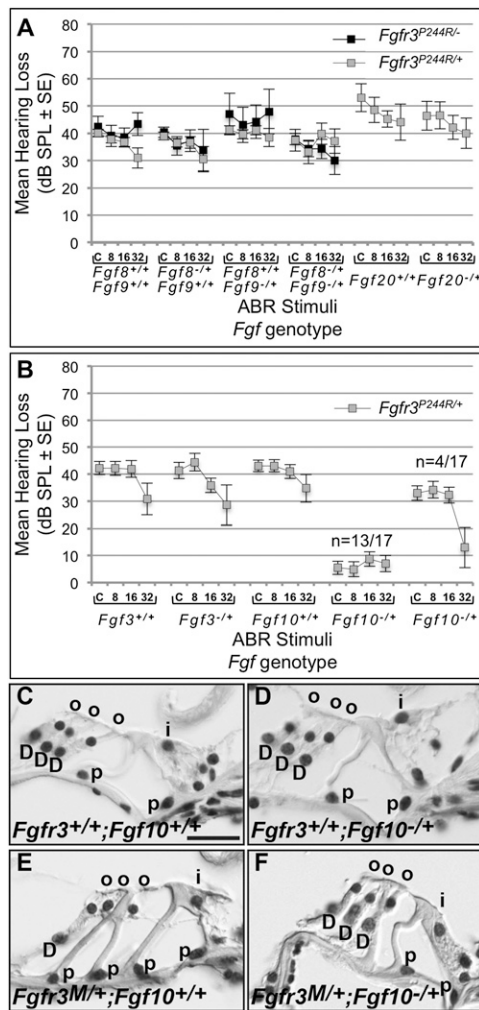 A
Fgfr3P244R/-
Fgfr3P244R/+
Mean Hearing Loss
(dB SPL ± SE)
80
70
60
50
40
30
20
10
0
C 8 16 32 C 8 16 32 C 8 16 32 C 8 16 32 C 8 16 32 C 8 16 32
Fgf8+/+ Fgf8-/+ Fgf8+/+ Fgf8-/+ Fgf20+/+ Fgf20-/+
Fgf9+/+ Fgf9+/+ Fgf9-/+ Fgf9-/+
ABR Stimuli
Fgf genotype
B
Fgfr3P244R/+
Mean Hearing Loss
(dB SPL ± SE)
80
70
60
50
40
30
20
10
0
n=4/17
n=13/17
C 8 16 32 C 8 16 32 C 8 16 32 C 8 16 32 C 8 16 32
Fgf3+/+ Fgf3-/+ Fgf10+/+ Fgf10-/+ Fgf10-/+
ABR Stimuli
Fgf genotype
C
o o o i
D D D
p p
Fgfr3+/+;Fgf10+/+
D
o o o i
D D D
p p
Fgfr3+/+;Fgf10-/+
E
o o o i
D
p p p
Fgfr3M/+;Fgf10+/+
F
o o o i
D D D
p p
Fgfr3M/+;Fgf10-/+